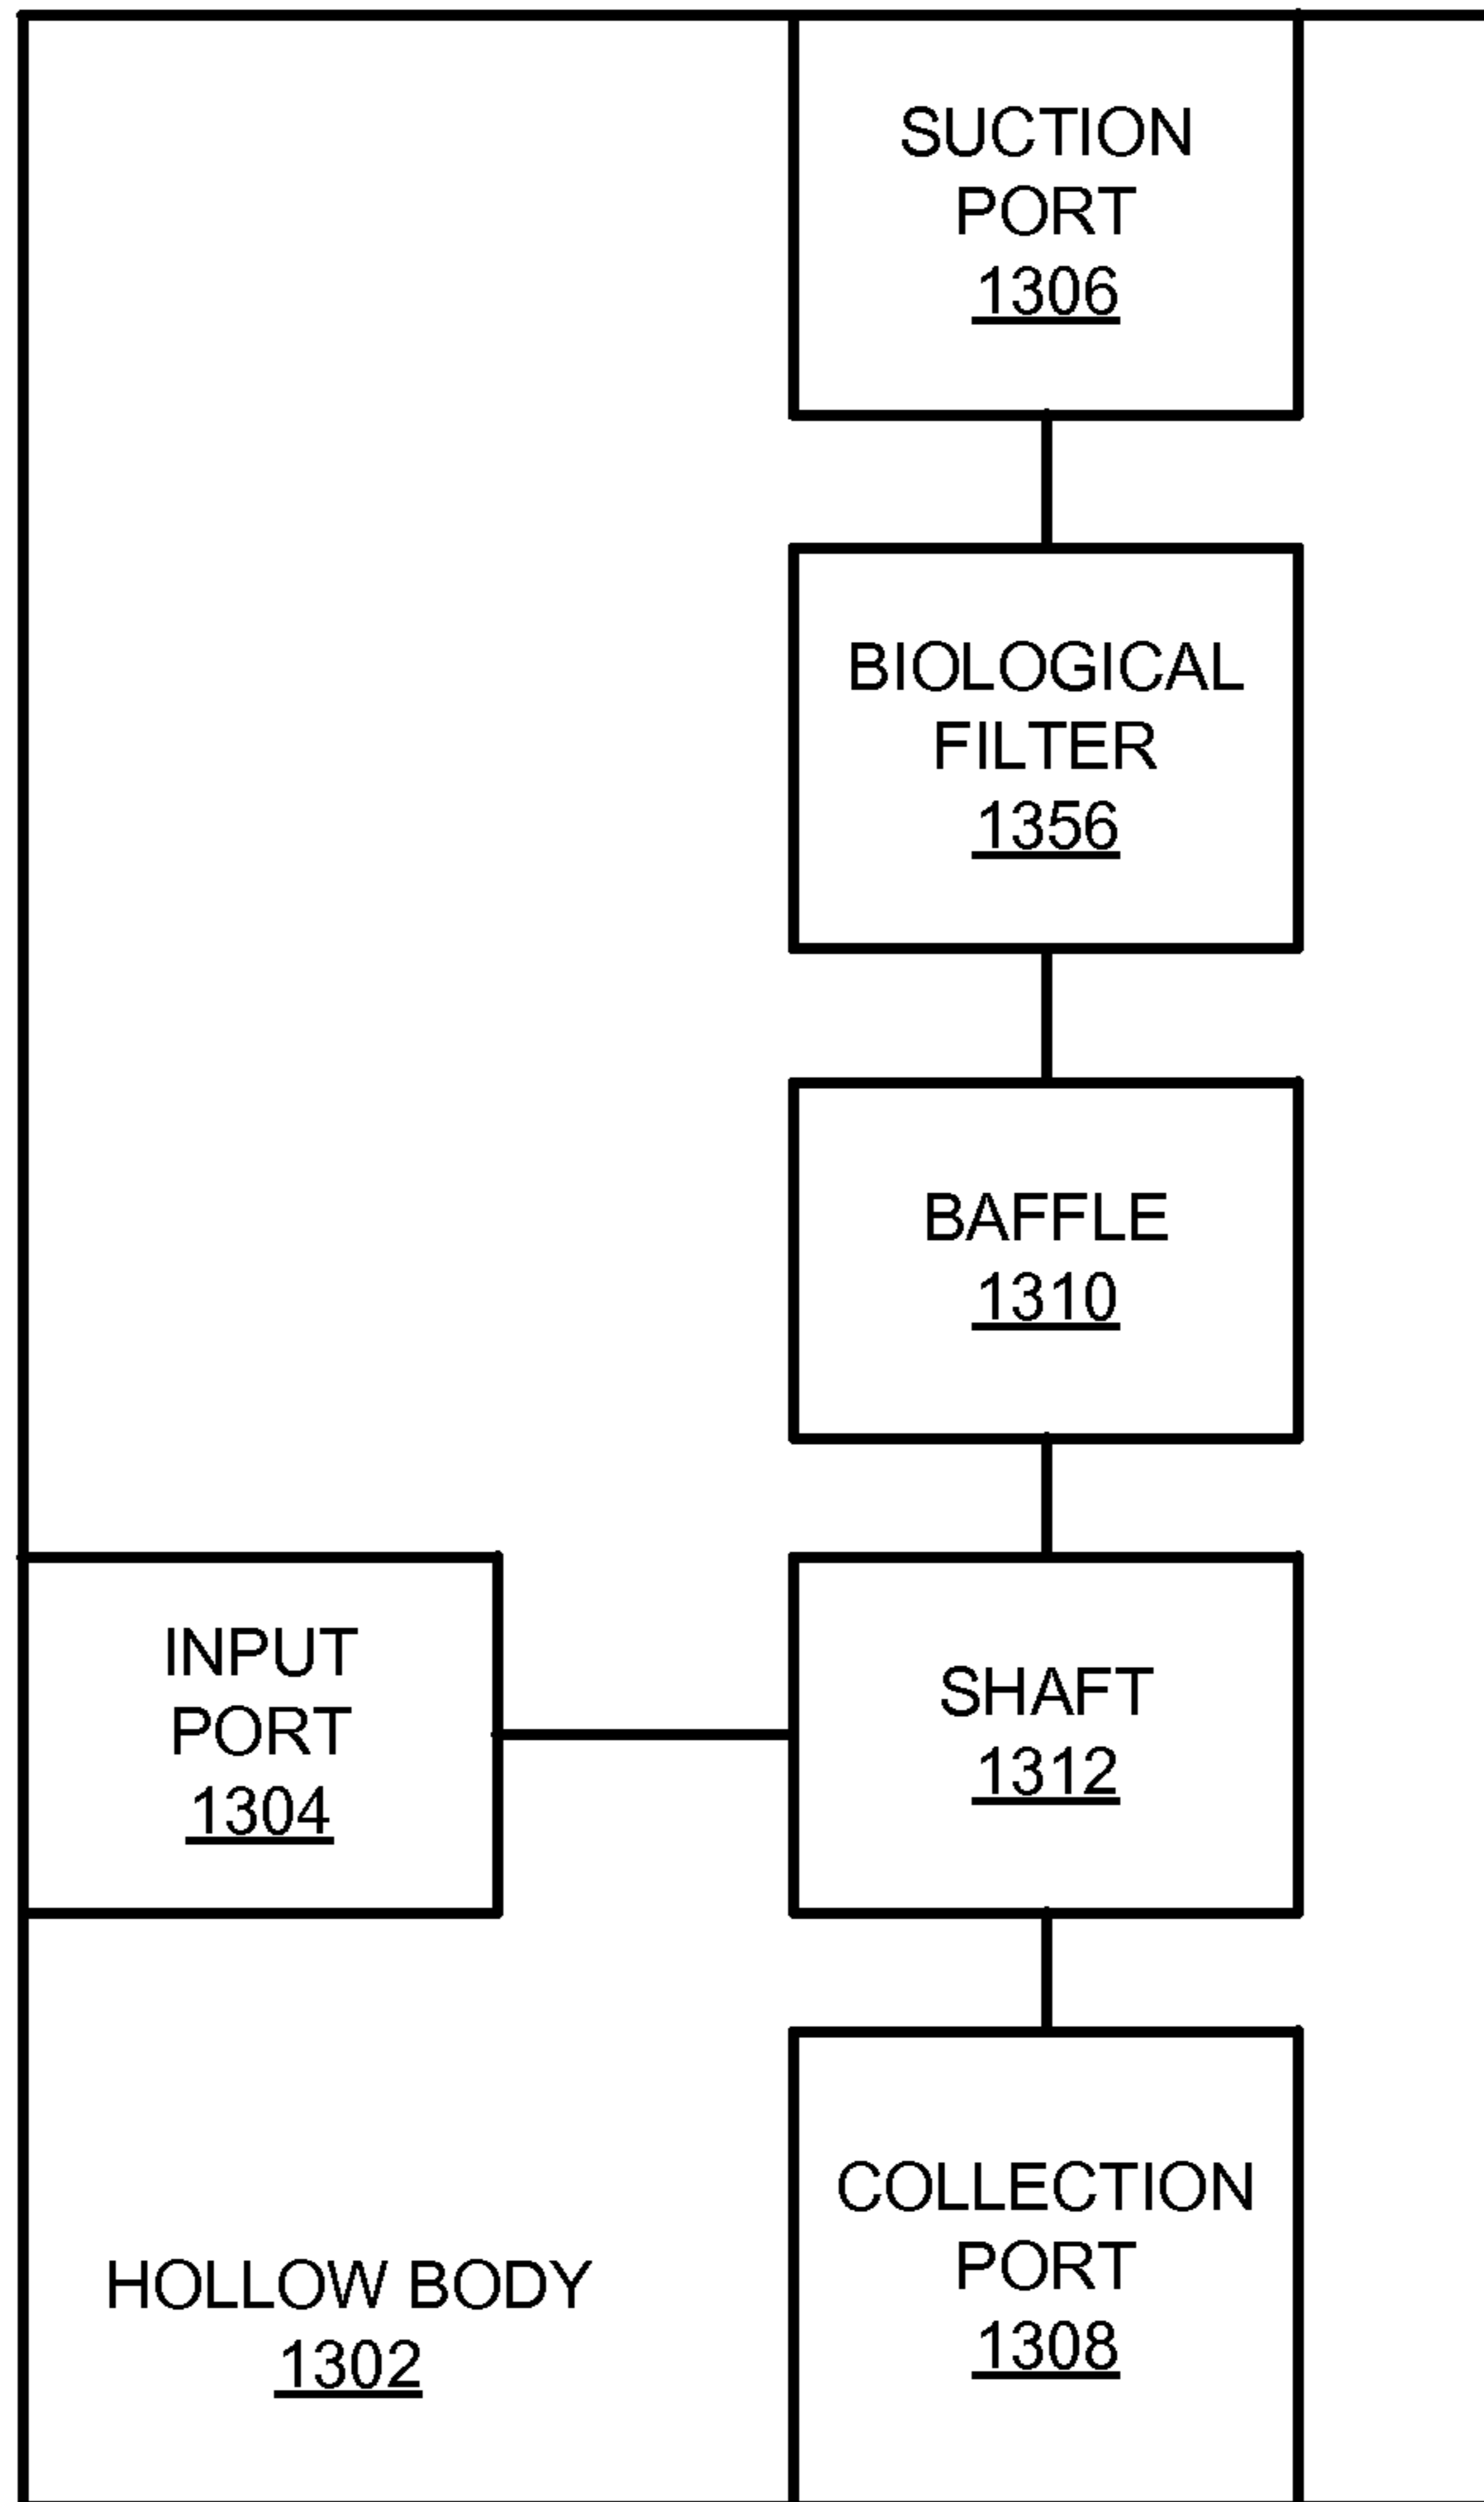 SUCTION
PORT
1306
BIOLOGICAL
FILTER
1356
BAFFLE
1310
INPUT
PORT
1304
SHAFT
1312
COLLECTION
PORT
1308
HOLLOW BODY
1302